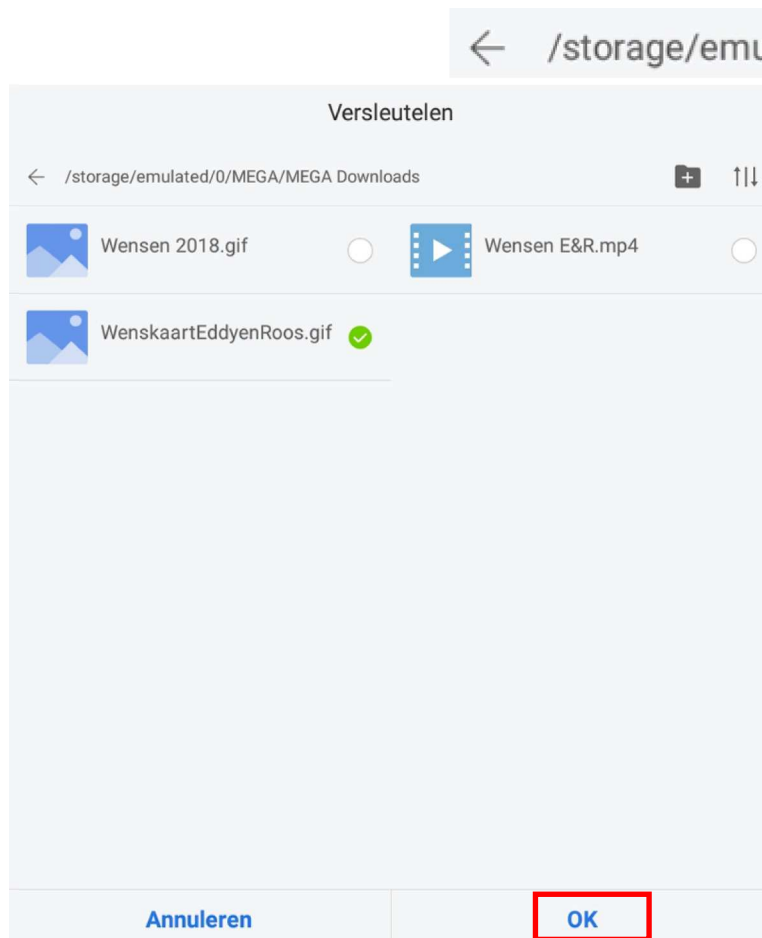 /storage/emu
Versleutelen
/storage/emulated/0/MEGA/MEGA Downloads
Wensen 2018.gif
Wensen E&R.mp4
WenskaartEddyenRoos.gif
Annuleren
OK